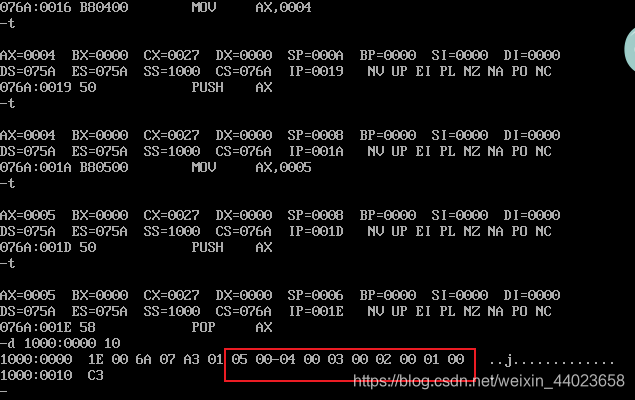 076A:0016 B80400 MOV AX,0004
-t
AX=0004 BX=0000 CX=0027 DX=0000 SP=000A BP=0000 SI=0000 DI=0000
DS=075A ES=075A SS=1000 CS=076A IP=0019 NV UP EI PL NZ NA PO NC
076A:0019 50 PUSH AX
-t
AX=0004 BX=0000 CX=0027 DX=0000 SP=0008 BP=0000 SI=0000 DI=0000
DS=075A ES=075A SS=1000 CS=076A IP=001A NV UP EI PL NZ NA PO NC
076A:001A B80500 MOV AX,0005
-t
AX=0005 BX=0000 CX=0027 DX=0000 SP=0008 BP=0000 SI=0000 DI=0000
DS=075A ES=075A SS=1000 CS=076A IP=001D NV UP EI PL NZ NA PO NC
076A:001D 50 PUSH AX
-t
AX=0005 BX=0000 CX=0027 DX=0000 SP=0006 BP=0000 SI=0000 DI=0000
DS=075A ES=075A SS=1000 CS=076A IP=001E NV UP EI PL NZ NA PO NC
076A:001E 58 POP AX
-d 1000:0000 10
1000:0000 1E 00 6A 07 A3 01 05 00-04 00 03 00 02 00 01 00 ..j.............
1000:0010 C3
-
https://blog.csdn.net/weixin_44023658